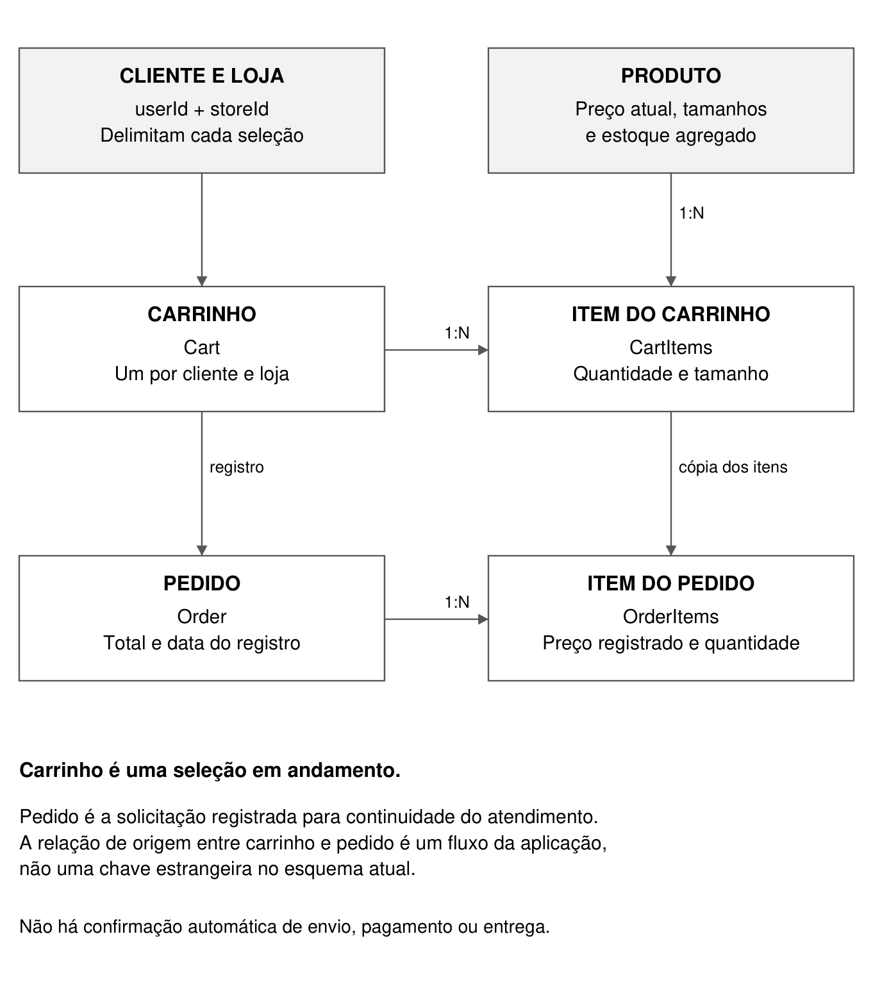 CLIENTE E LOJA
userId + storeId
Delimitam cada seleção
PRODUTO
Preço atual, tamanhos
e estoque agregado
1:N
CARRINHO
Cart
Um por cliente e loja
1:N
ITEM DO CARRINHO
CartItems
Quantidade e tamanho
registro
cópia dos itens
PEDIDO
Order
Total e data do registro
1:N
ITEM DO PEDIDO
OrderItems
Preço registrado e quantidade
Carrinho é uma seleção em andamento.
Pedido é a solicitação registrada para continuidade do atendimento.
A relação de origem entre carrinho e pedido é um fluxo da aplicação,
não uma chave estrangeira no esquema atual.
Não há confirmação automática de envio, pagamento ou entrega.